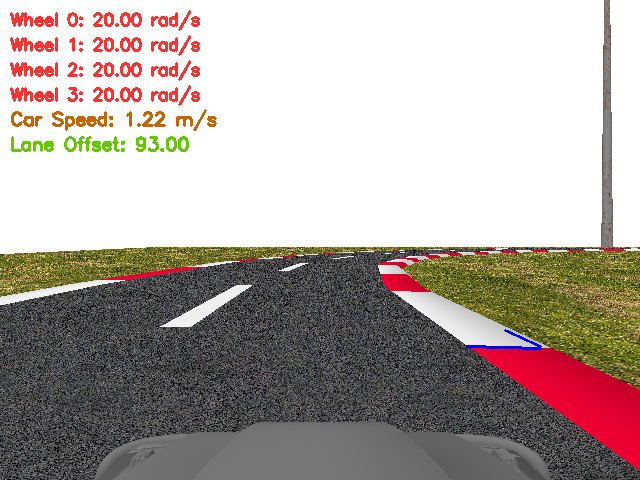 Wheel 0: 20.00 rad/s
Wheel 1: 20.00 rad/s
Wheel 2: 20.00 rad/s
Wheel 3: 20.00 rad/s
Car Speed: 1.22 m/s
Lane Offset: 93.00